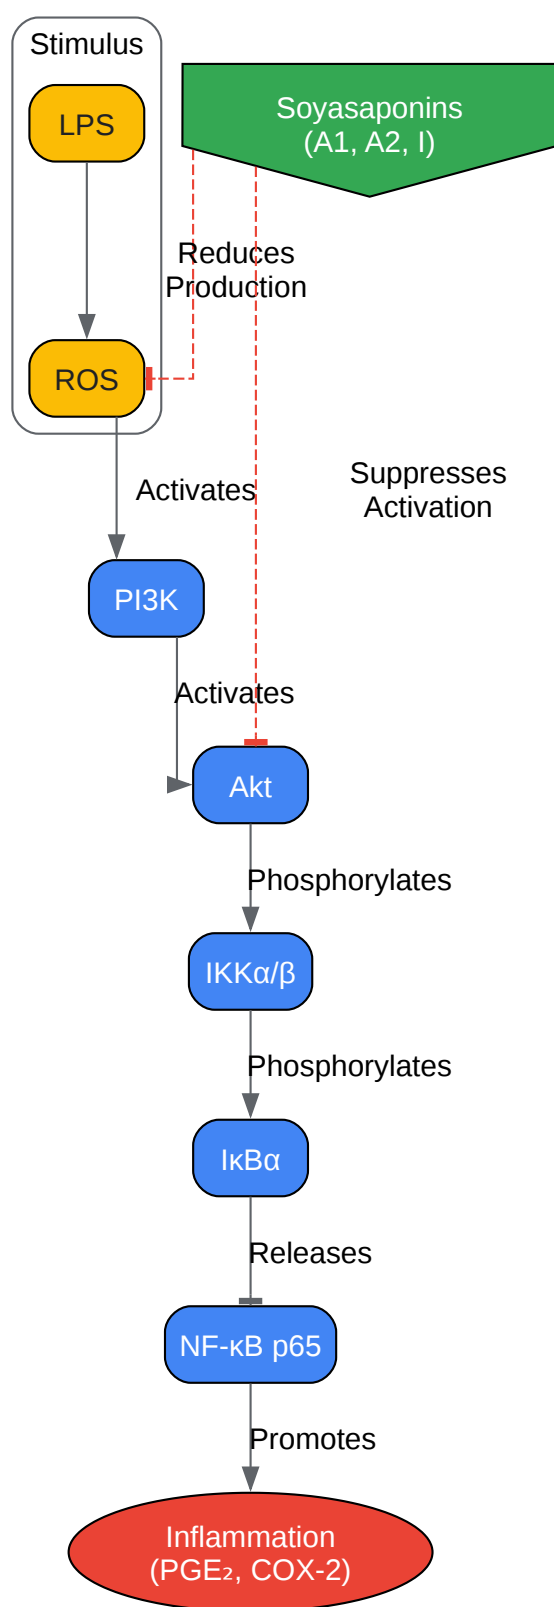 Stimulus
LPS
Soyasaponins
(A1, A2, I)
Reduces
Production
ROS
Suppresses
Activation
Activates
PI3K
Activates
Akt
Phosphorylates
IKKα/β
Phosphorylates
IκBα
Releases
NF-κB p65
Promotes
Inflammation
(PGE₂, COX-2)